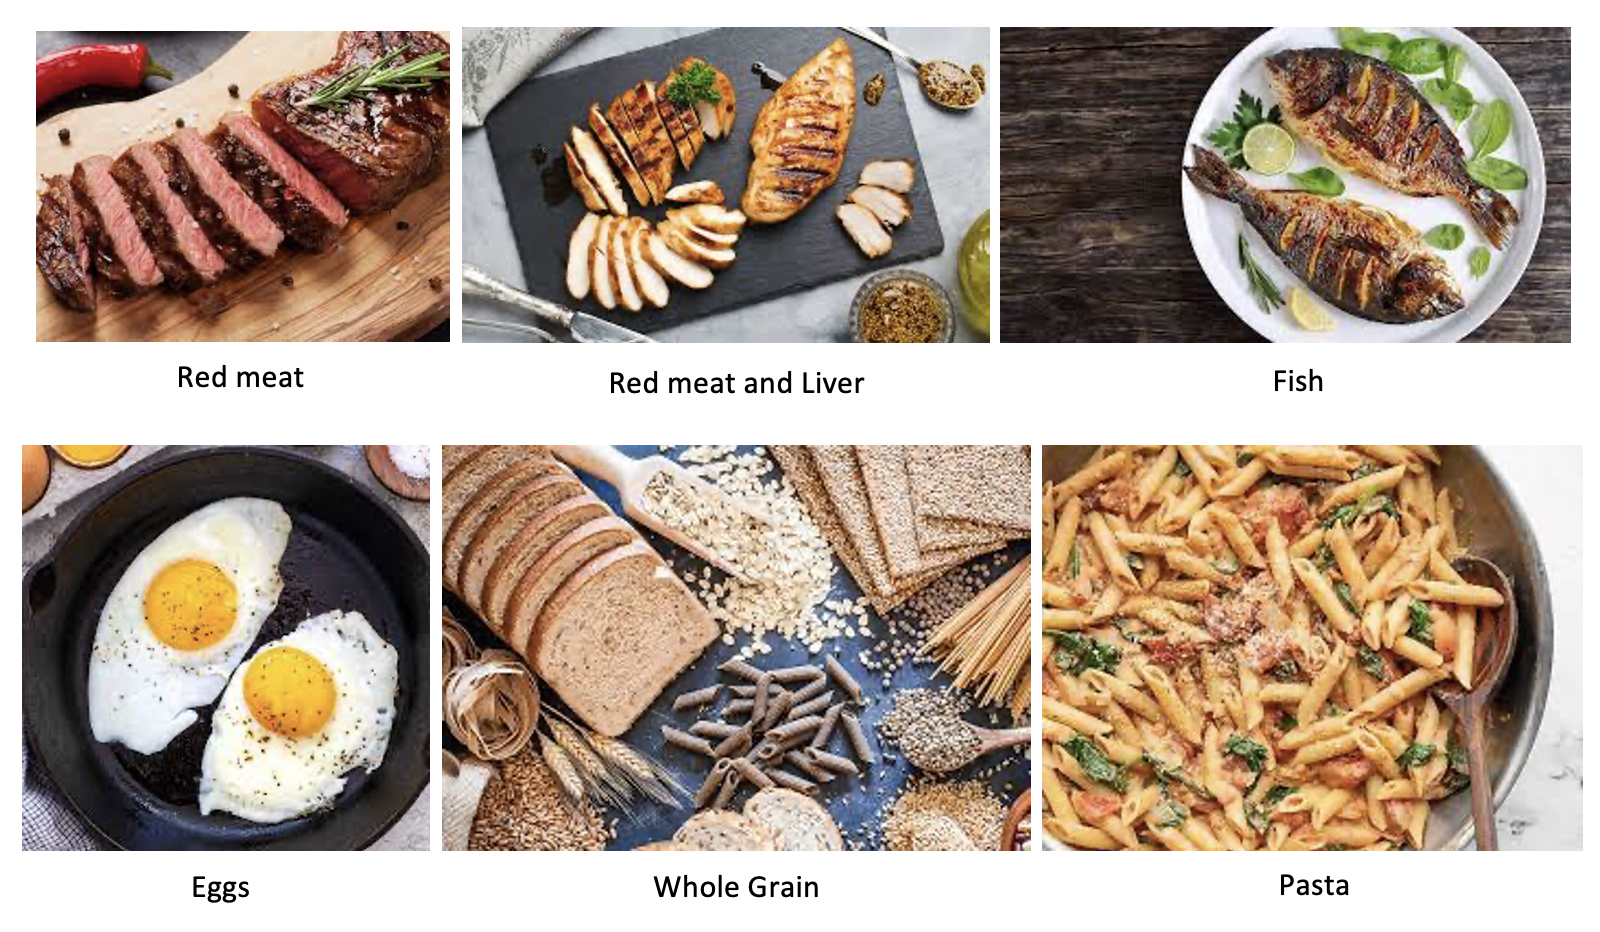 Red meat
Red meat and Liver
Fish
Eggs
Whole Grain
Pasta